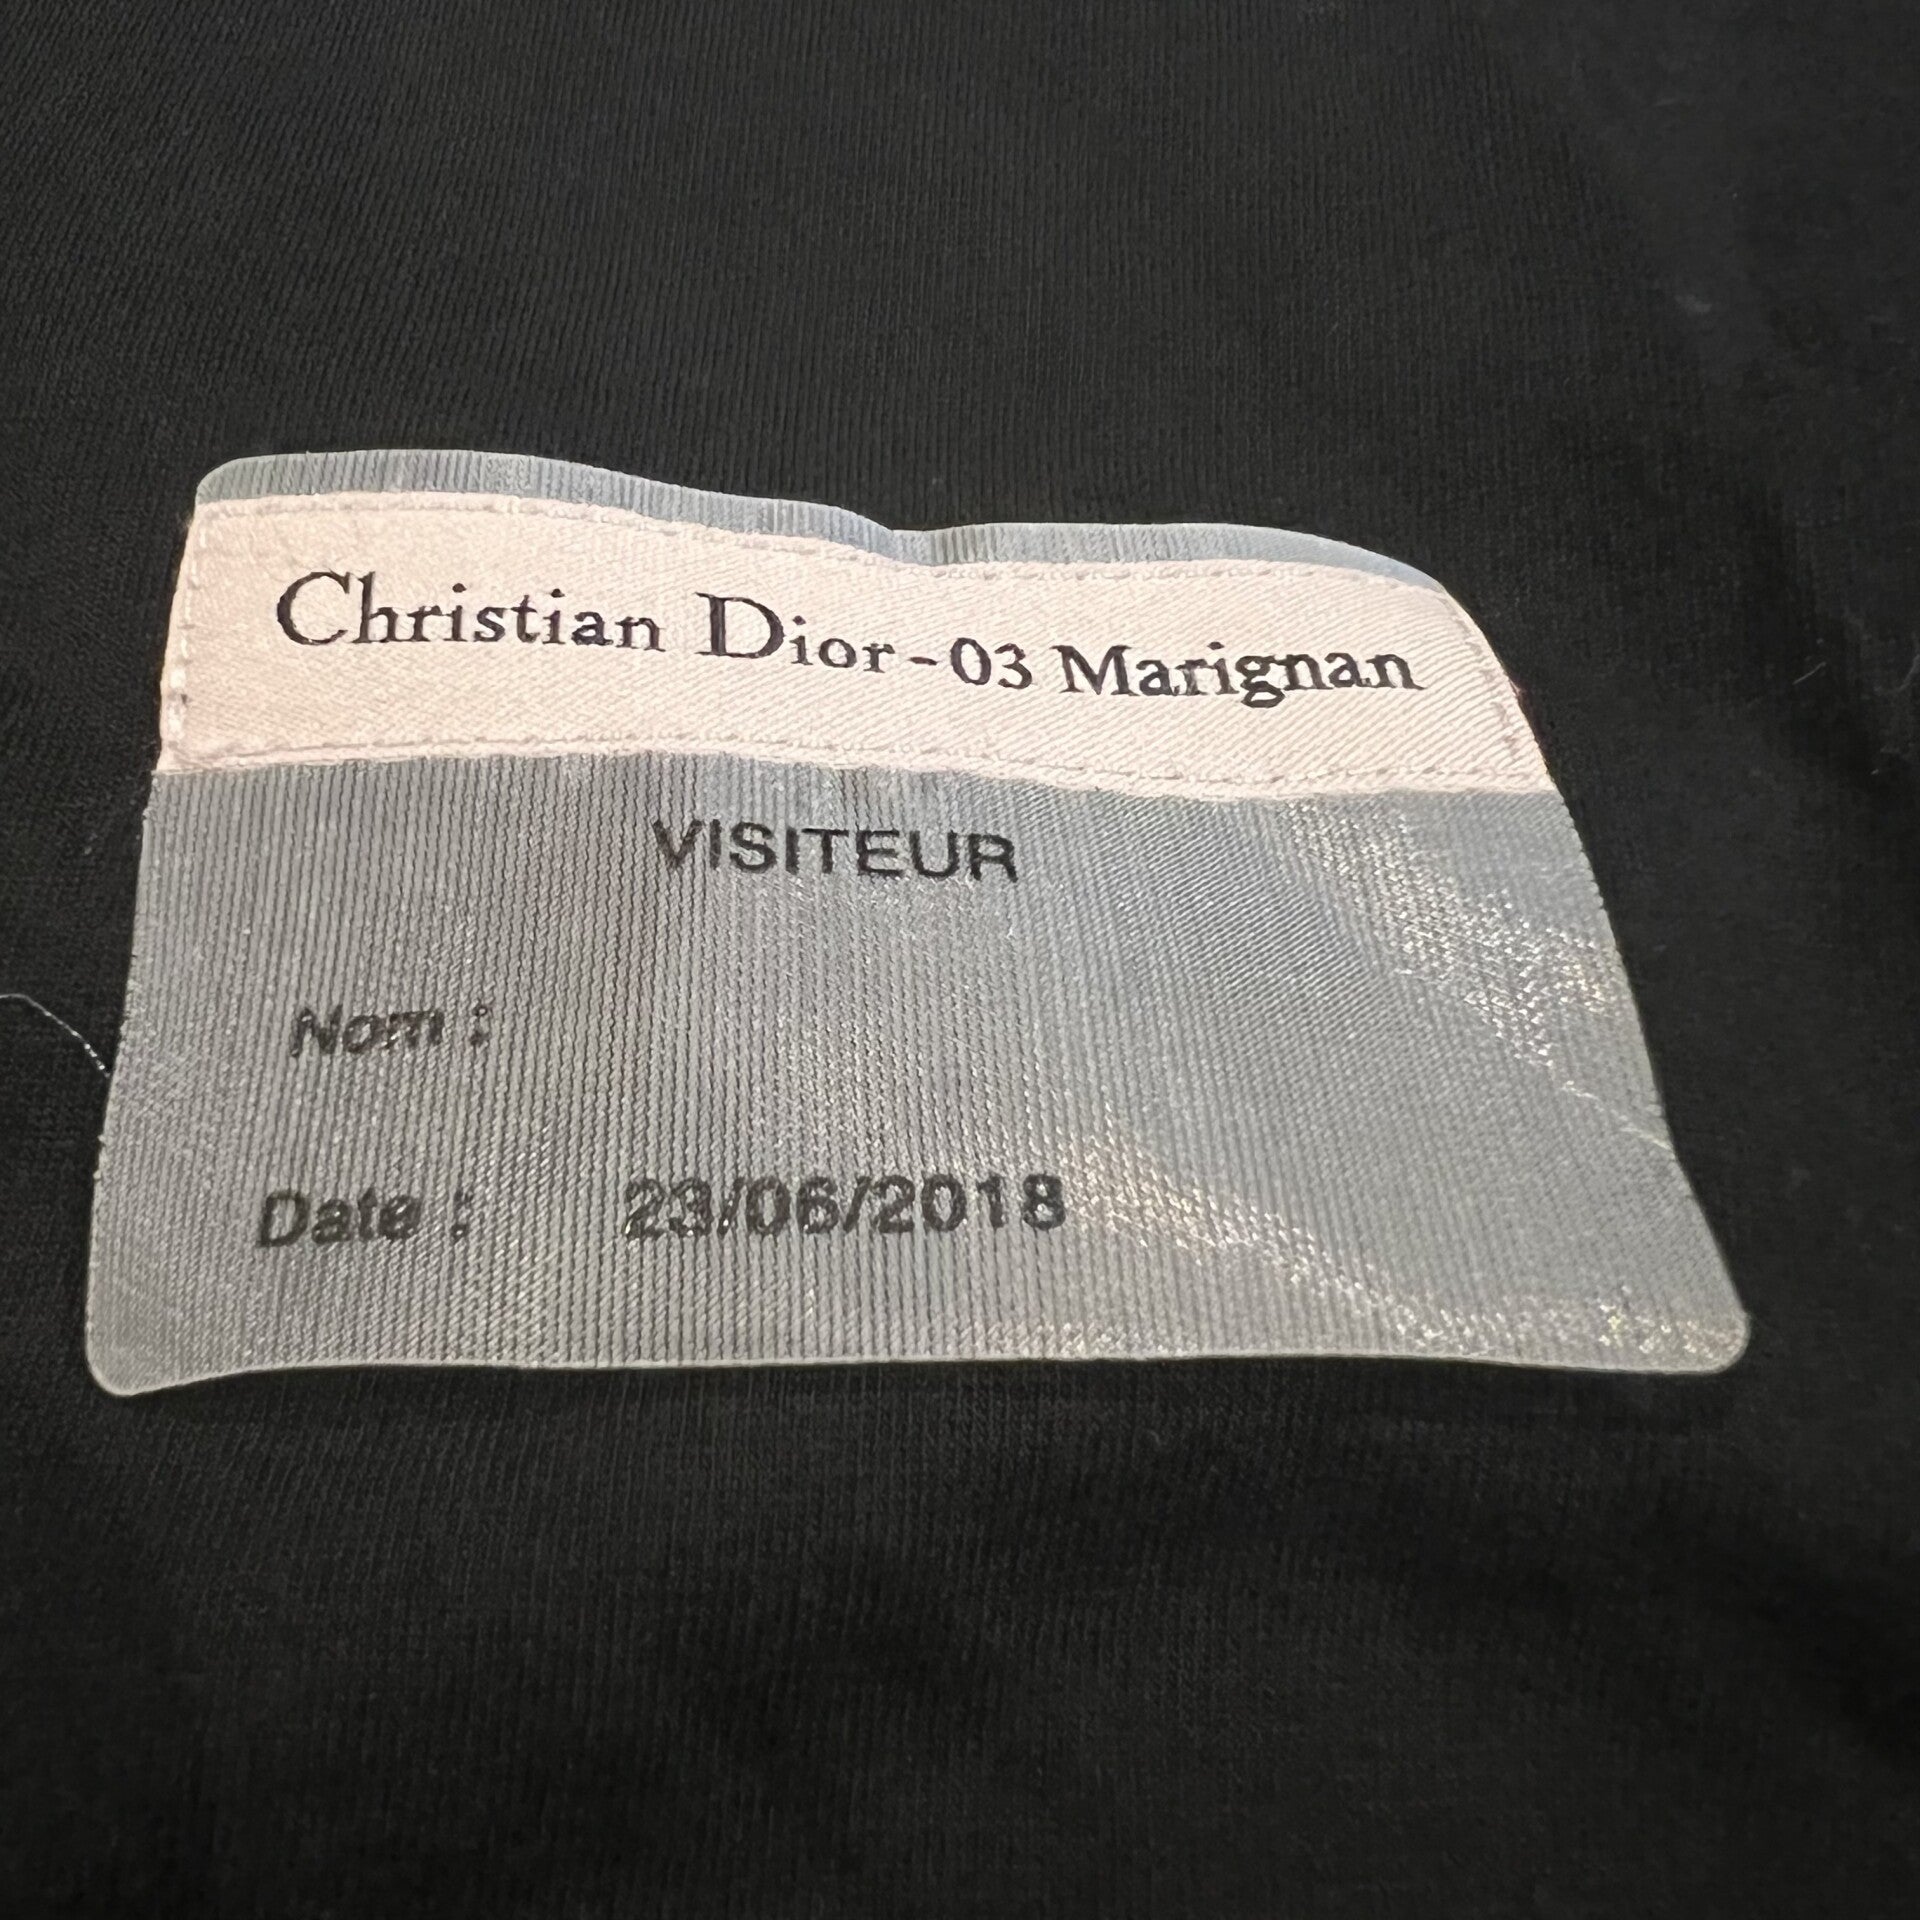 Christian Dior - 03 Marignan
VISITEUR
Nom :
Date : 23/06/2018